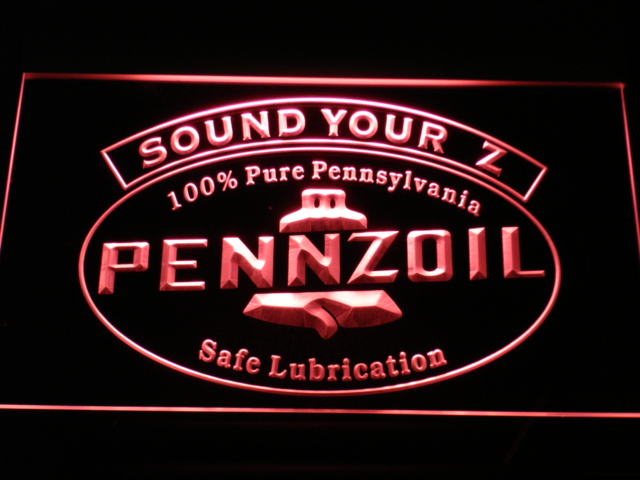 SOUND YOUR Z
100% Pure Pennsylvania
PENNZOIL
Safe Lubrication